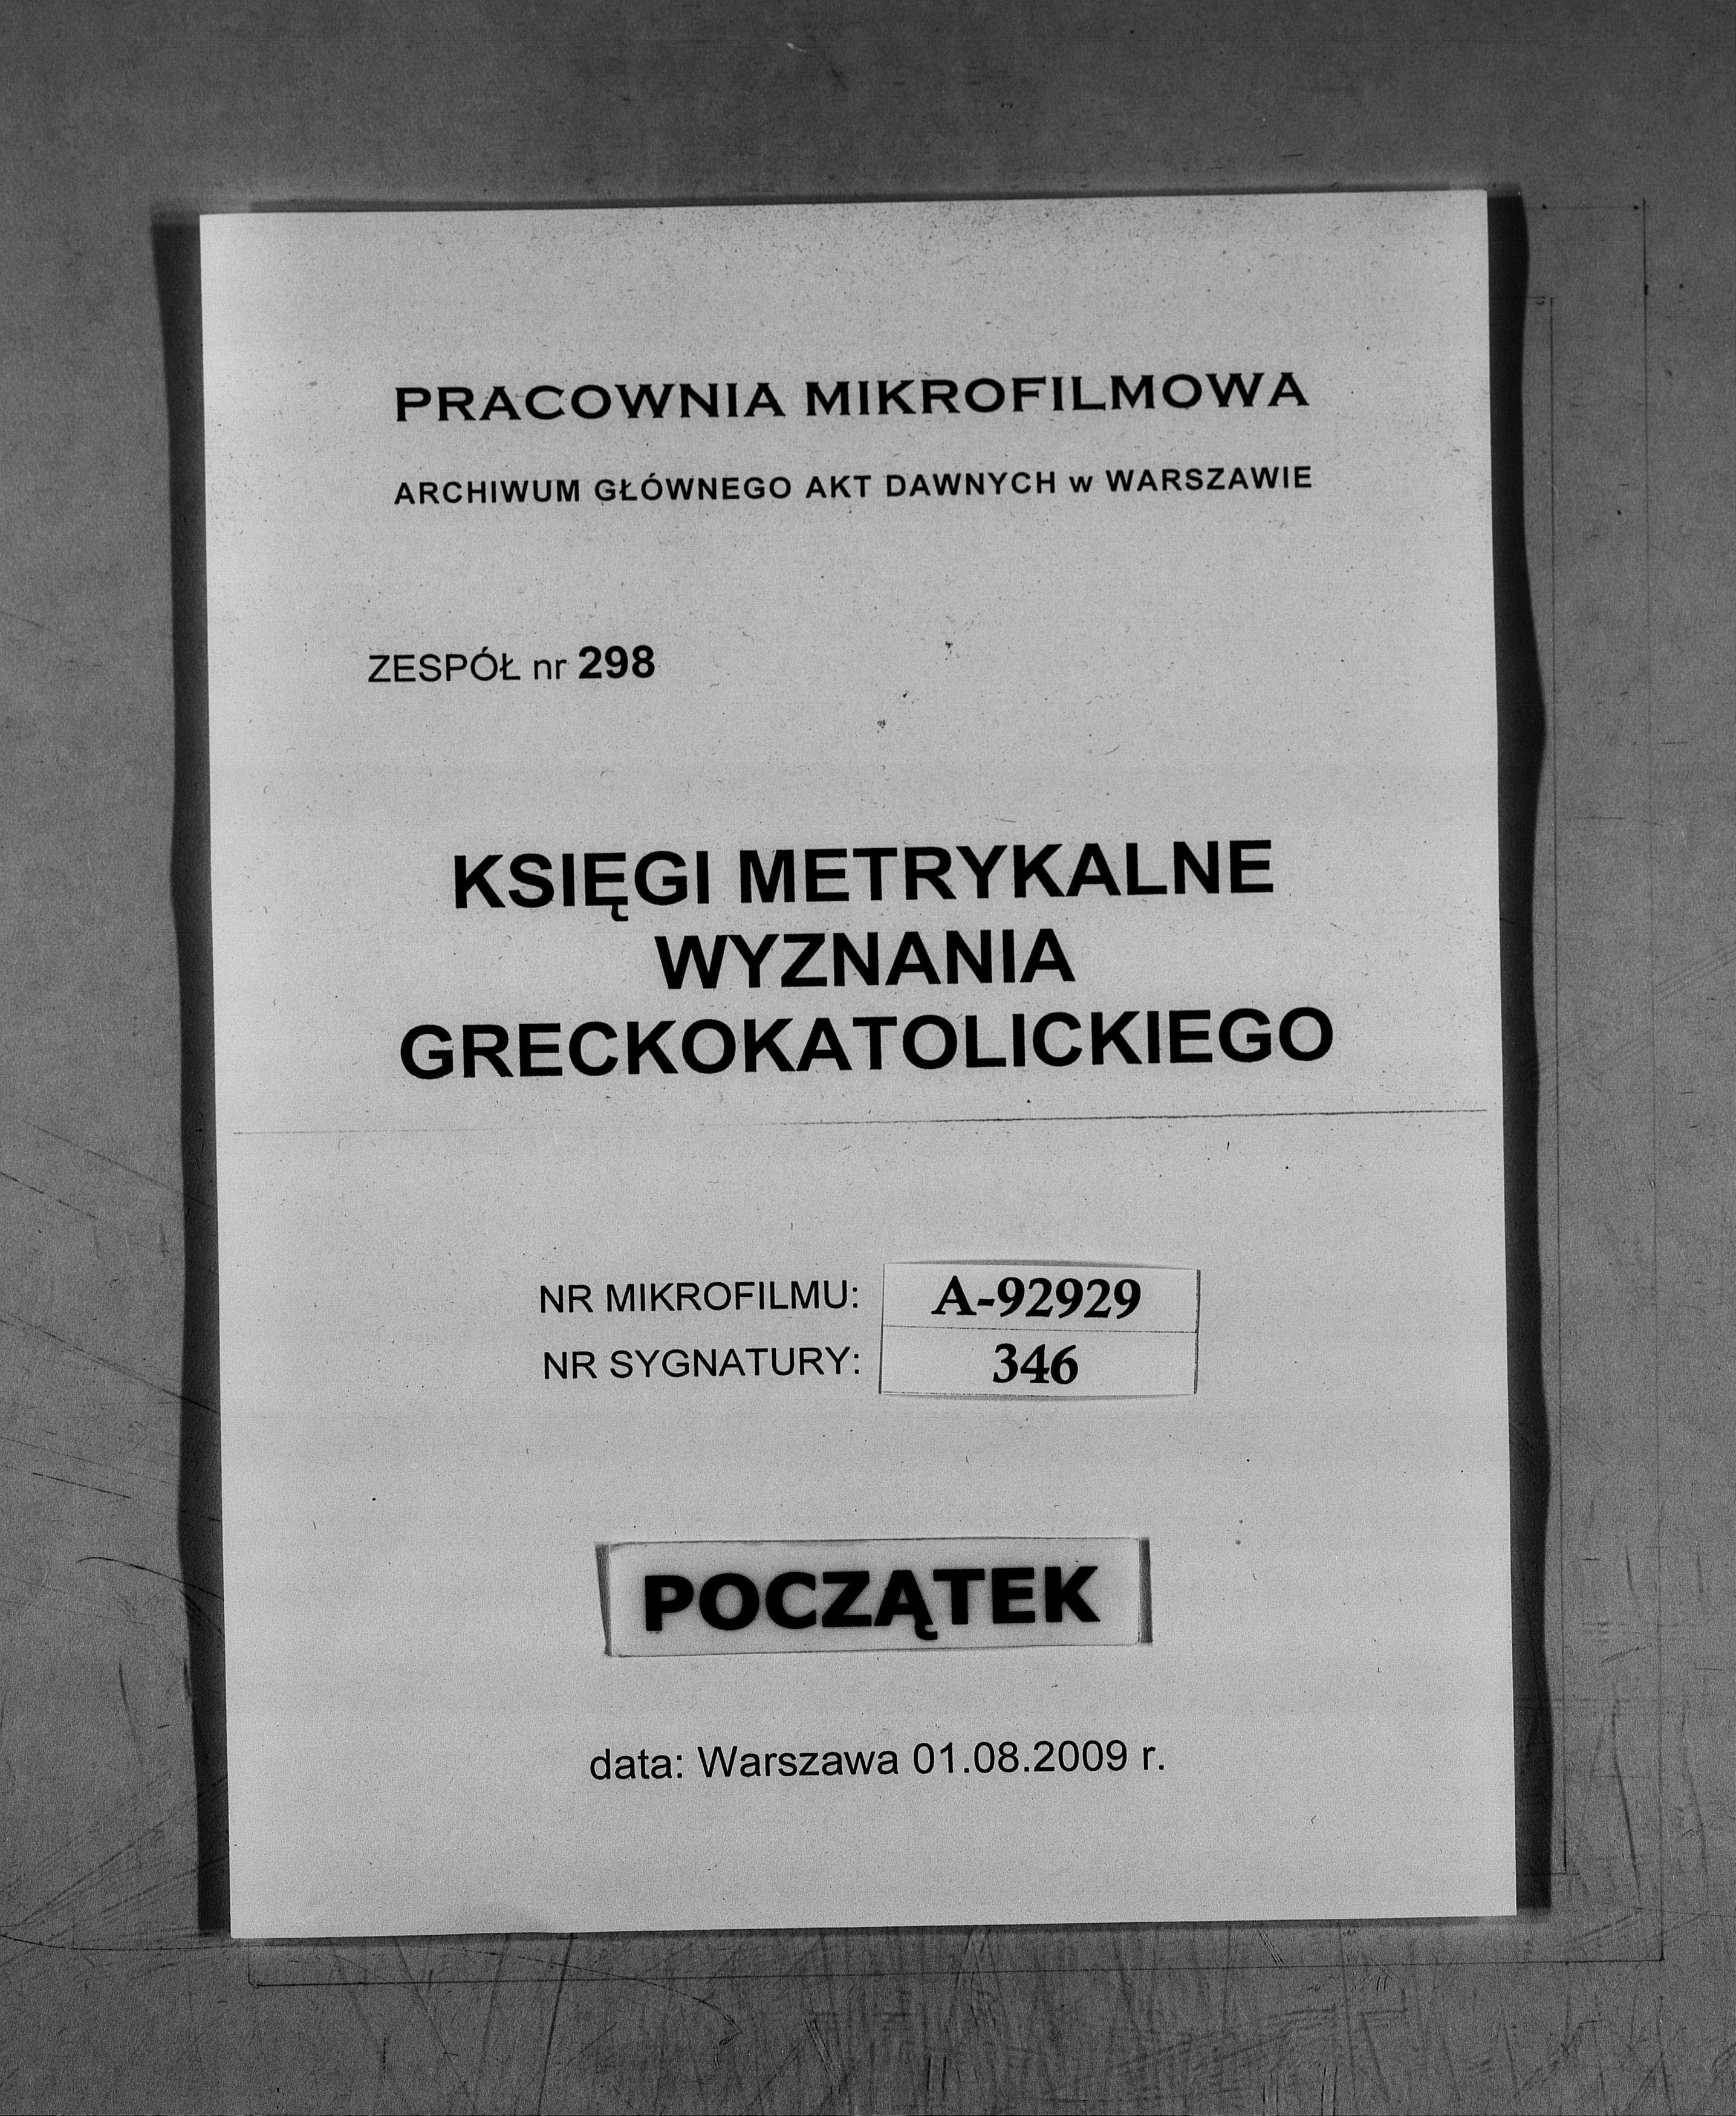 PRACOWNIA MIKROFILMOWA
ARCHIWUM GŁÓWNEGO AKT DAWNYCH w WARSZAWIE
ZESPÓŁ nr 298
KSIĘGI METRYKALNE
WYZNANIA
GRECKOKATOLICKIEGO
NR MIKROFILMU: A-92929
NR SYGNATURY: 346
POCZĄTEK
data: Warszawa 01.08.2009 r.